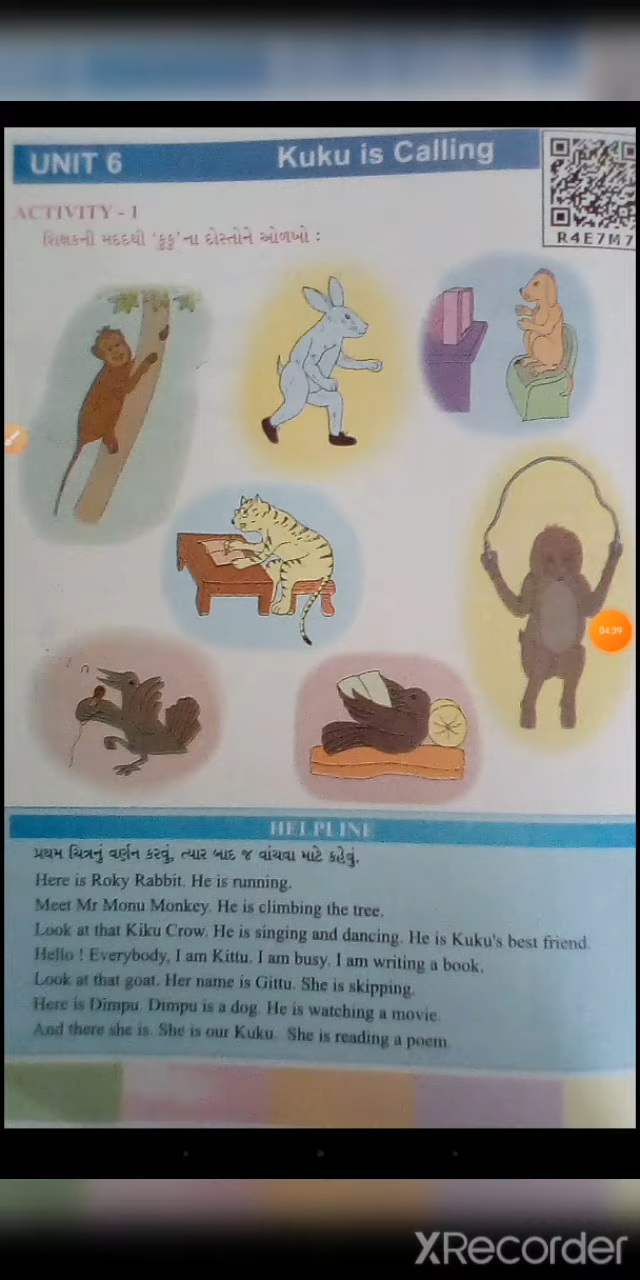 UNIT 6
Kuku is Calling
R4E7M7
ACTIVITY - 1
શિક્ષકની મદદથી 'કુકુ'ના દોસ્તોને ઓળખો :
04:39
HELPLINE
પ્રથમ ચિત્રનું વર્ણન કરવું, ત્યાર બાદ જ વાંચવા માટે કહેવું.
Here is Roky Rabbit. He is running.
Meet Mr Monu Monkey. He is climbing the tree.
Look at that Kiku Crow. He is singing and dancing. He is Kuku's best friend.
Hello ! Everybody, I am Kittu. I am busy. I am writing a book.
Look at that goat. Her name is Gittu. She is skipping.
Here is Dimpu. Dimpu is a dog. He is watching a movie.
And there she is. She is our Kuku. She is reading a poem.
XRecorder